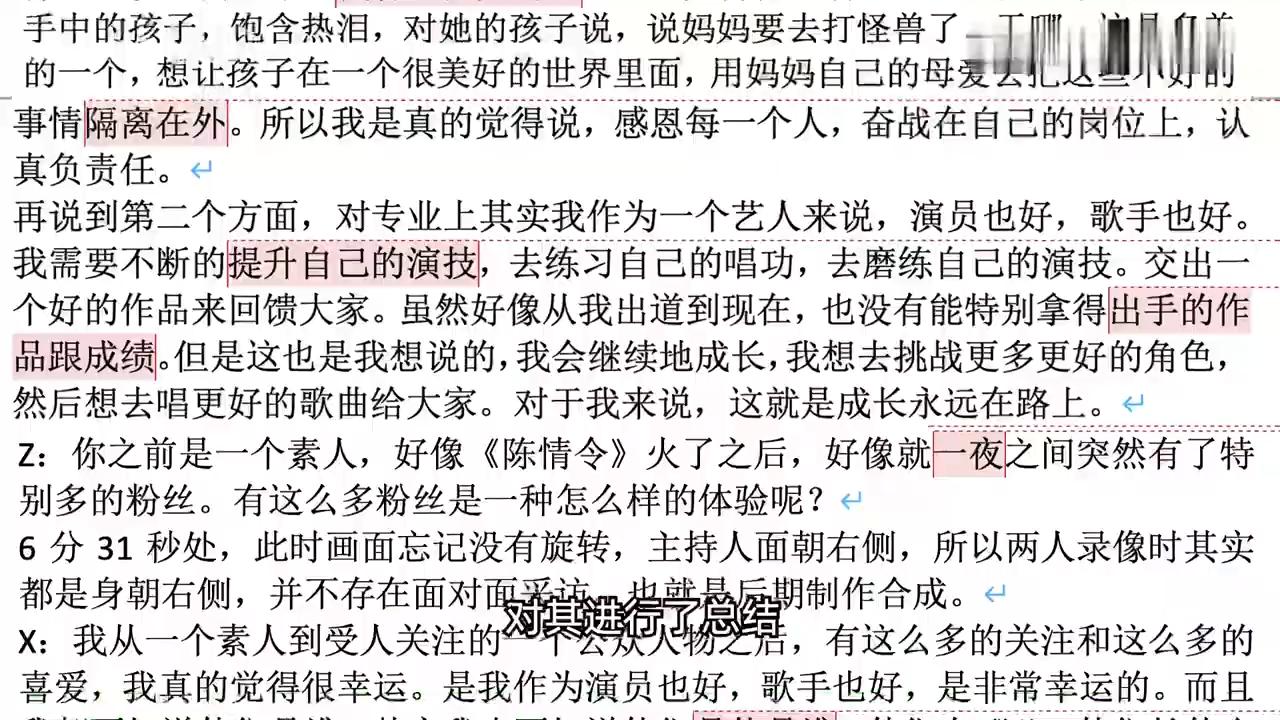 手中的孩子，饱含热泪，对她的孩子说，说妈妈要去打怪兽了
的一个，想让孩子在一个很美好的世界里面，用妈妈自己的母爱去把这些不好的
事情隔离在外。所以我是真的觉得说，感恩每一个人，奋战在自己的岗位上，认
真负责任。
再说到第二个方面，对专业上其实我作为一个艺人来说，演员也好，歌手也好。
我需要不断的提升自己的演技，去练习自己的唱功，去磨练自己的演技。交出一
个好的作品来回馈大家。虽然好像从我出道到现在，也没有能特别拿得出手的作
品跟成绩。但是这也是我想说的，我会继续地成长，我想去挑战更多更好的角色，
然后想去唱更好的歌曲给大家。对于我来说，这就是成长永远在路上。
Z：你之前是一个素人，好像《陈情令》火了之后，好像就一夜之间突然有了特
别多的粉丝。有这么多粉丝是一种怎么样的体验呢？
6 分 31 秒处，此时画面忘记没有旋转，主持人面朝右侧，所以两人录像时其实
都是身朝右侧，并不存在面对面采访，也就是后期制作合成。
对其进行了总结
X：我从一个素人到受人关注的一个公众人物之后，有这么多的关注和这么多的
喜爱，我真的觉得很幸运。是我作为演员也好，歌手也好，是非常幸运的。而且